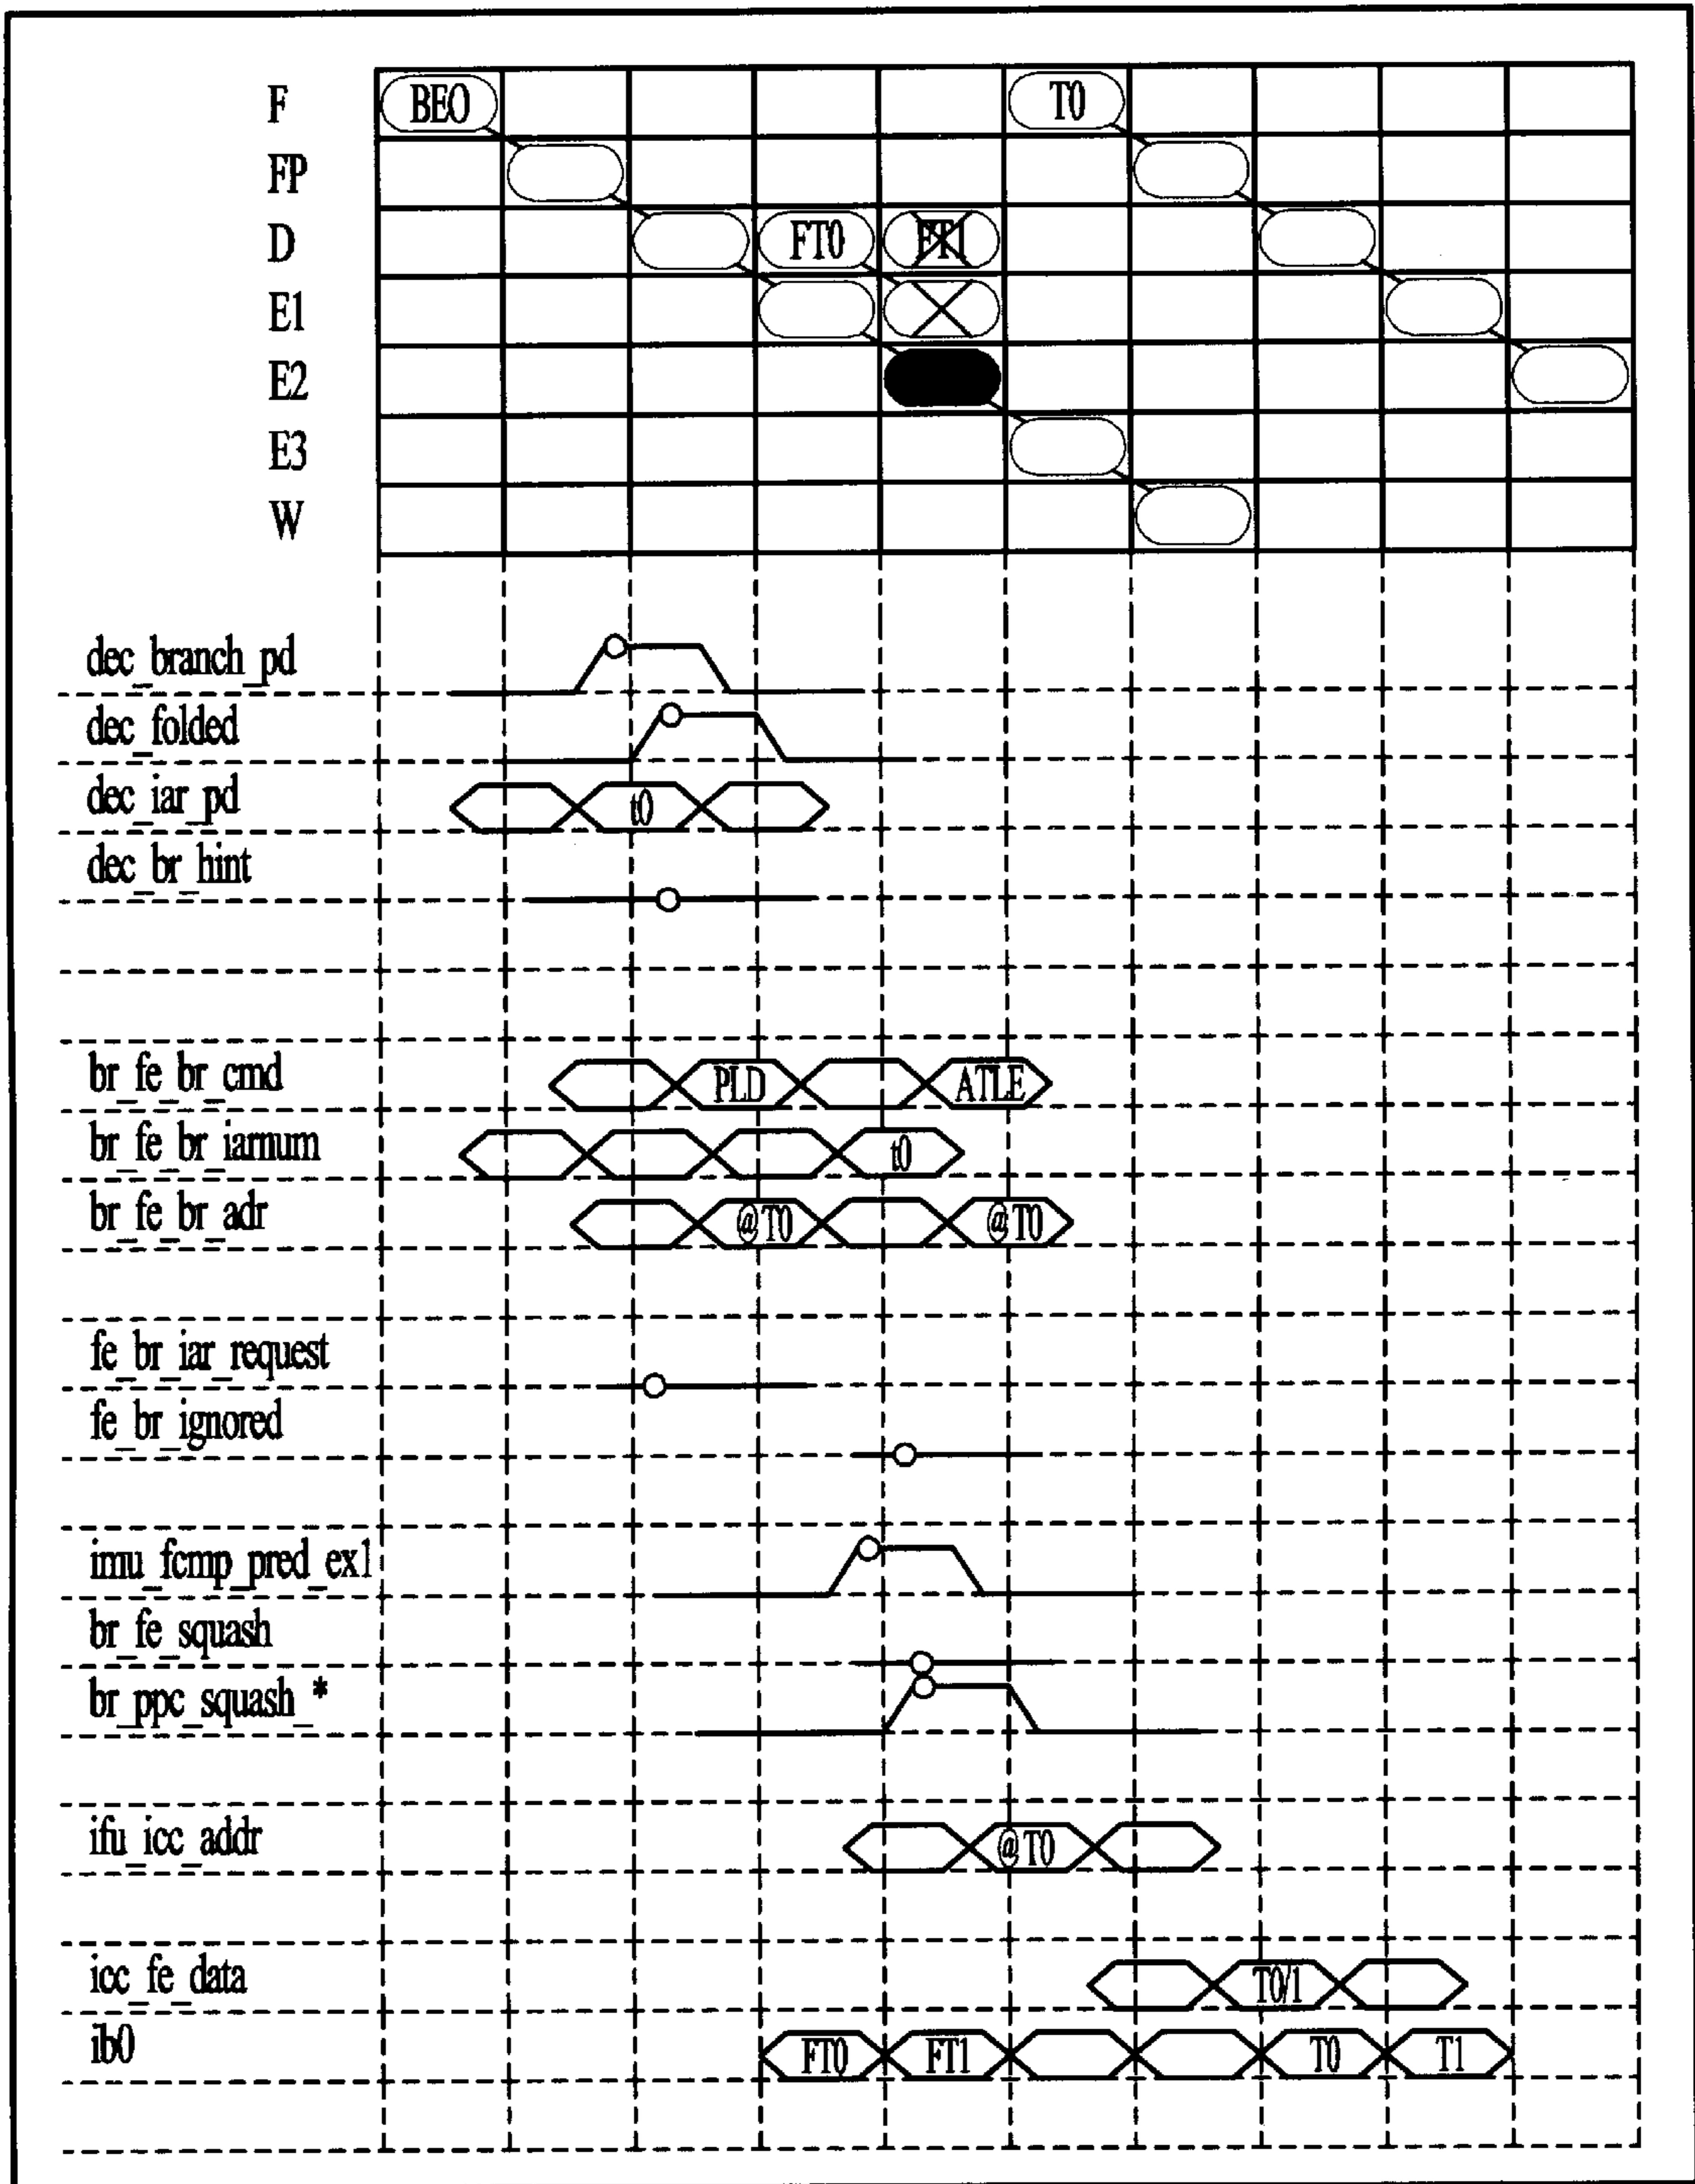 F BEO T0
FP
D FT0 FT1
E1
E2
E3
W
dec_branch_pd
dec_folded
dec_iar_pd t0
dec_br_hint
br_fe_br_cmd PLD ATLE
br_fe_br_iarnum t0
br_fe_br_adr @T0 @T0
fe_br_iar_request
fe_br_ignored
imu_fcmp_pred_ex1
br_fe_squash
br_ppc_squash_*
ifu_icc_addr @T0
icc_fe_data T0/1
ib0 FT0 FT1 T0 T1